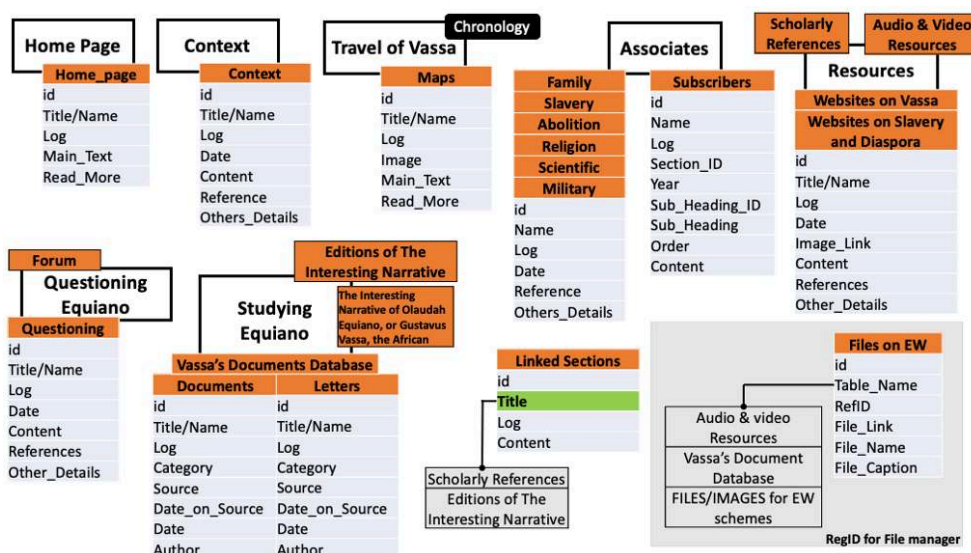 Home Page
Home_page
id
Title/Name
Log
Main_Text
Read_More
Context
Context
id
Title/Name
Log
Date
Content
Reference
Others_Details
Chronology
Travel of Vassa
Maps
id
Title/Name
Log
Image
Main_Text
Read_More
Associates
Family
Slavery
Abolition
Religion
Scientific
Military
id
Name
Log
Date
Reference
Others_Details
Subscribers
id
Name
Log
Section_ID
Year
Sub_Heading_ID
Sub_Heading
Order
Content
Scholarly
References
Audio & Video
Resources
Resources
Websites on Vassa
Websites on Slavery
and Diaspora
id
Title/Name
Log
Date
Image_Link
Content
References
Other_Details
Forum
Questioning
Equiano
Questioning
id
Title/Name
Log
Date
Content
References
Other_Details
Editions of The
Interesting Narrative
Studying
Equiano
The Interesting
Narrative of Olaudah
Equiano, or Gustavus
Vassa, the African
Vassa's Documents Database
Documents
id
Title/Name
Log
Category
Source
Date_on_Source
Date
Author
Letters
id
Title/Name
Log
Category
Source
Date_on_Source
Date
Author
Linked Sections
id
Title
Log
Content
Scholarly References
Editions of The
Interesting Narrative
Files on EW
id
Table_Name
RefID
File_Link
File_Name
File_Caption
Audio & video
Resources
Vassa's Document
Database
FILES/IMAGES for EW
schemes
RegID for File manager